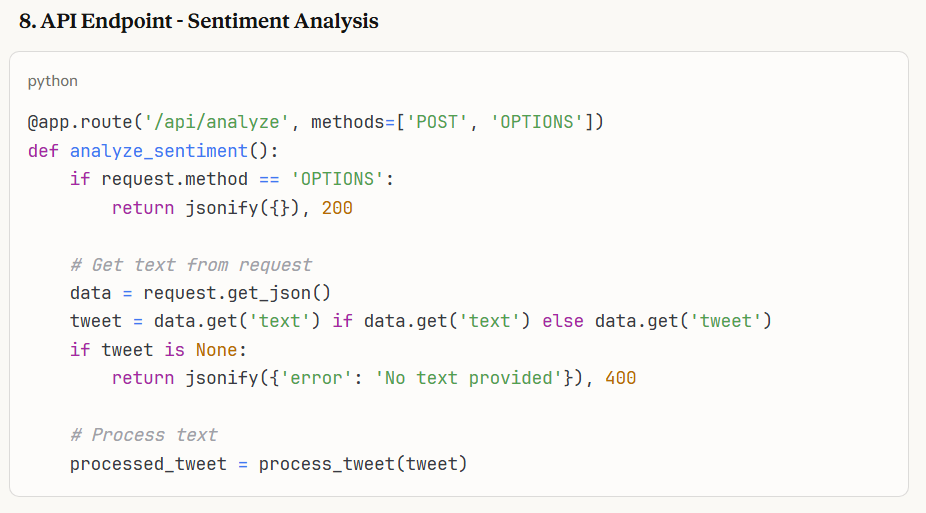 8. API Endpoint - Sentiment Analysis
python
@app.route('/api/analyze', methods=['POST', 'OPTIONS'])
def analyze_sentiment():
    if request.method == 'OPTIONS':
        return jsonify({}), 200
    # Get text from request
    data = request.get_json()
    tweet = data.get('text') if data.get('text') else data.get('tweet')
    if tweet is None:
        return jsonify({'error': 'No text provided'}), 400
    # Process text
    processed_tweet = process_tweet(tweet)